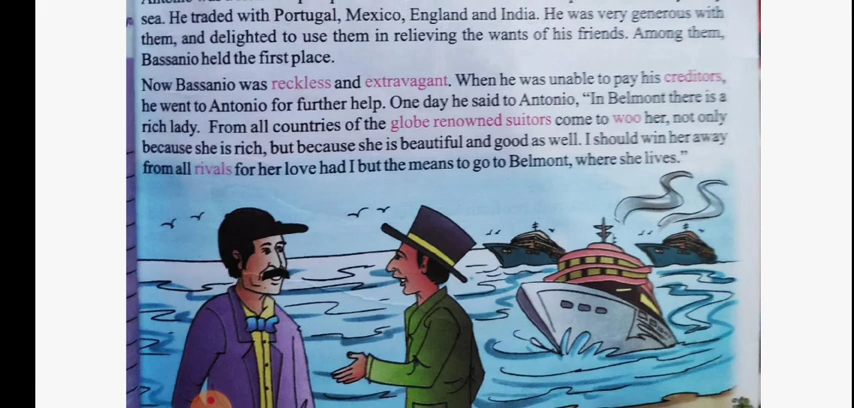 sea. He traded with Portugal, Mexico, England and India. He was very generous with
them, and delighted to use them in relieving the wants of his friends. Among them,
Bassanio held the first place.
Now Bassanio was reckless and extravagant. When he was unable to pay his creditors,
he went to Antonio for further help. One day he said to Antonio, “In Belmont there is a
rich lady. From all countries of the globe renowned suitors come to woo her, not only
because she is rich, but because she is beautiful and good as well. I should win her away
from all rivals for her love had I but the means to go to Belmont, where she lives.”